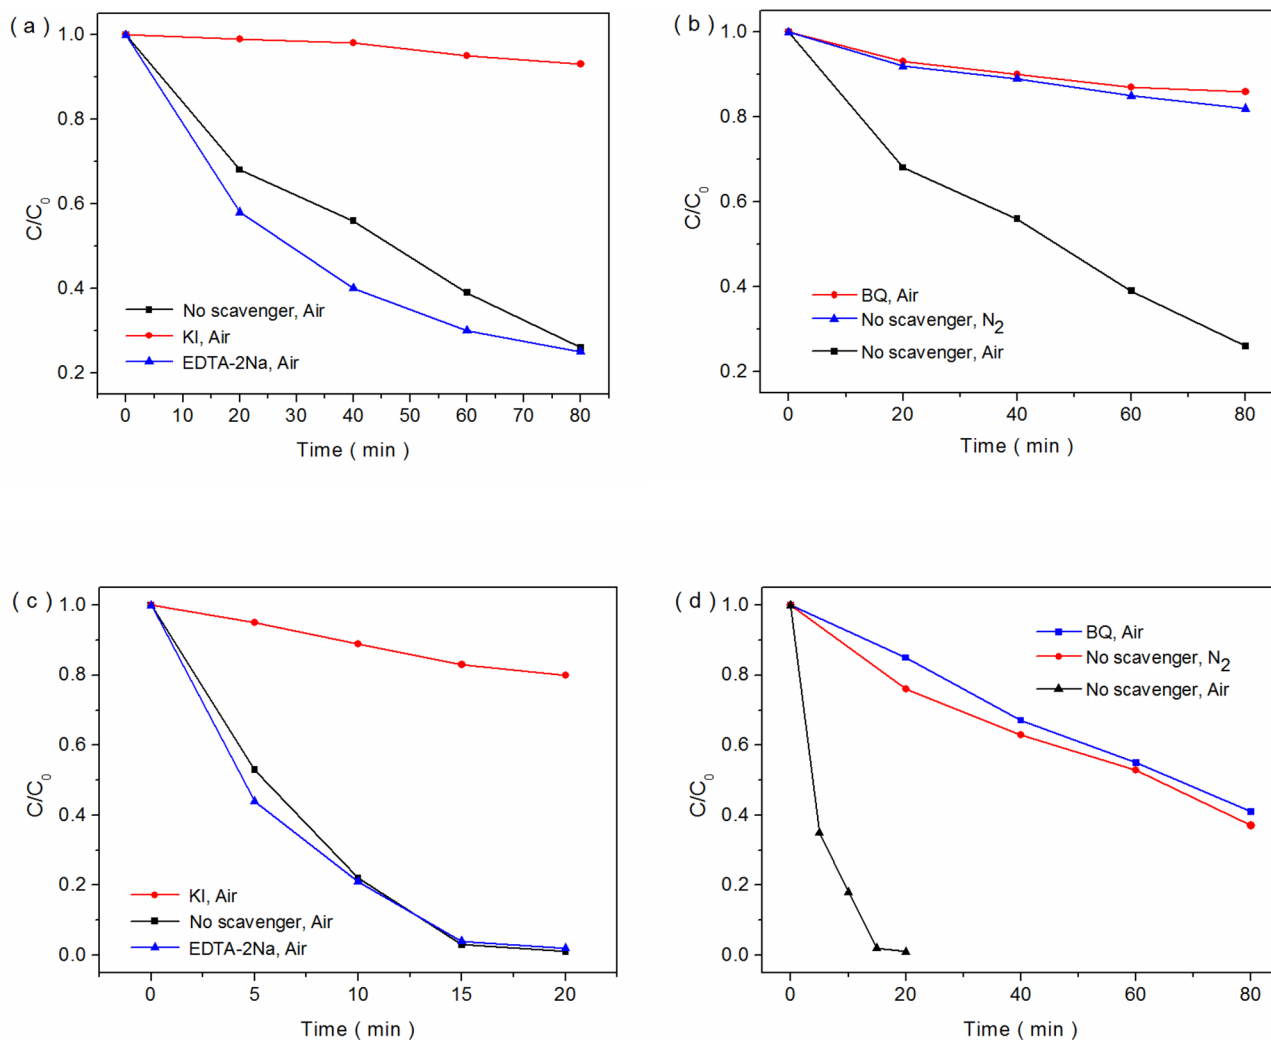 ( a )
1.0
0.8
0.6
0.4
0.2
C/C0
No scavenger, Air
KI, Air
EDTA-2Na, Air
0 10 20 30 40 50 60 70 80
Time ( min )
( b )
1.0
0.8
0.6
0.4
0.2
C/C0
BQ, Air
No scavenger, N2
No scavenger, Air
0 20 40 60 80
Time ( min )
( c )
1.0
0.8
0.6
0.4
0.2
0.0
C/C0
KI, Air
No scavenger, Air
EDTA-2Na, Air
0 5 10 15 20
Time ( min )
( d )
1.0
0.8
0.6
0.4
0.2
0.0
C/C0
BQ, Air
No scavenger, N2
No scavenger, Air
0 20 40 60 80
Time ( min )